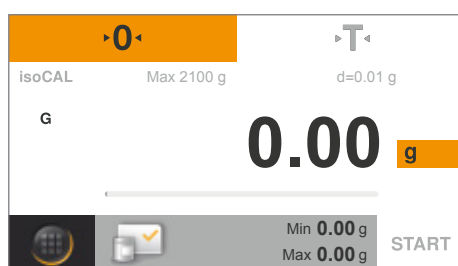 0 T
isoCAL Max 2100 g d=0.01 g
G
0.00 g
Min 0.00 g
Max 0.00 g
START